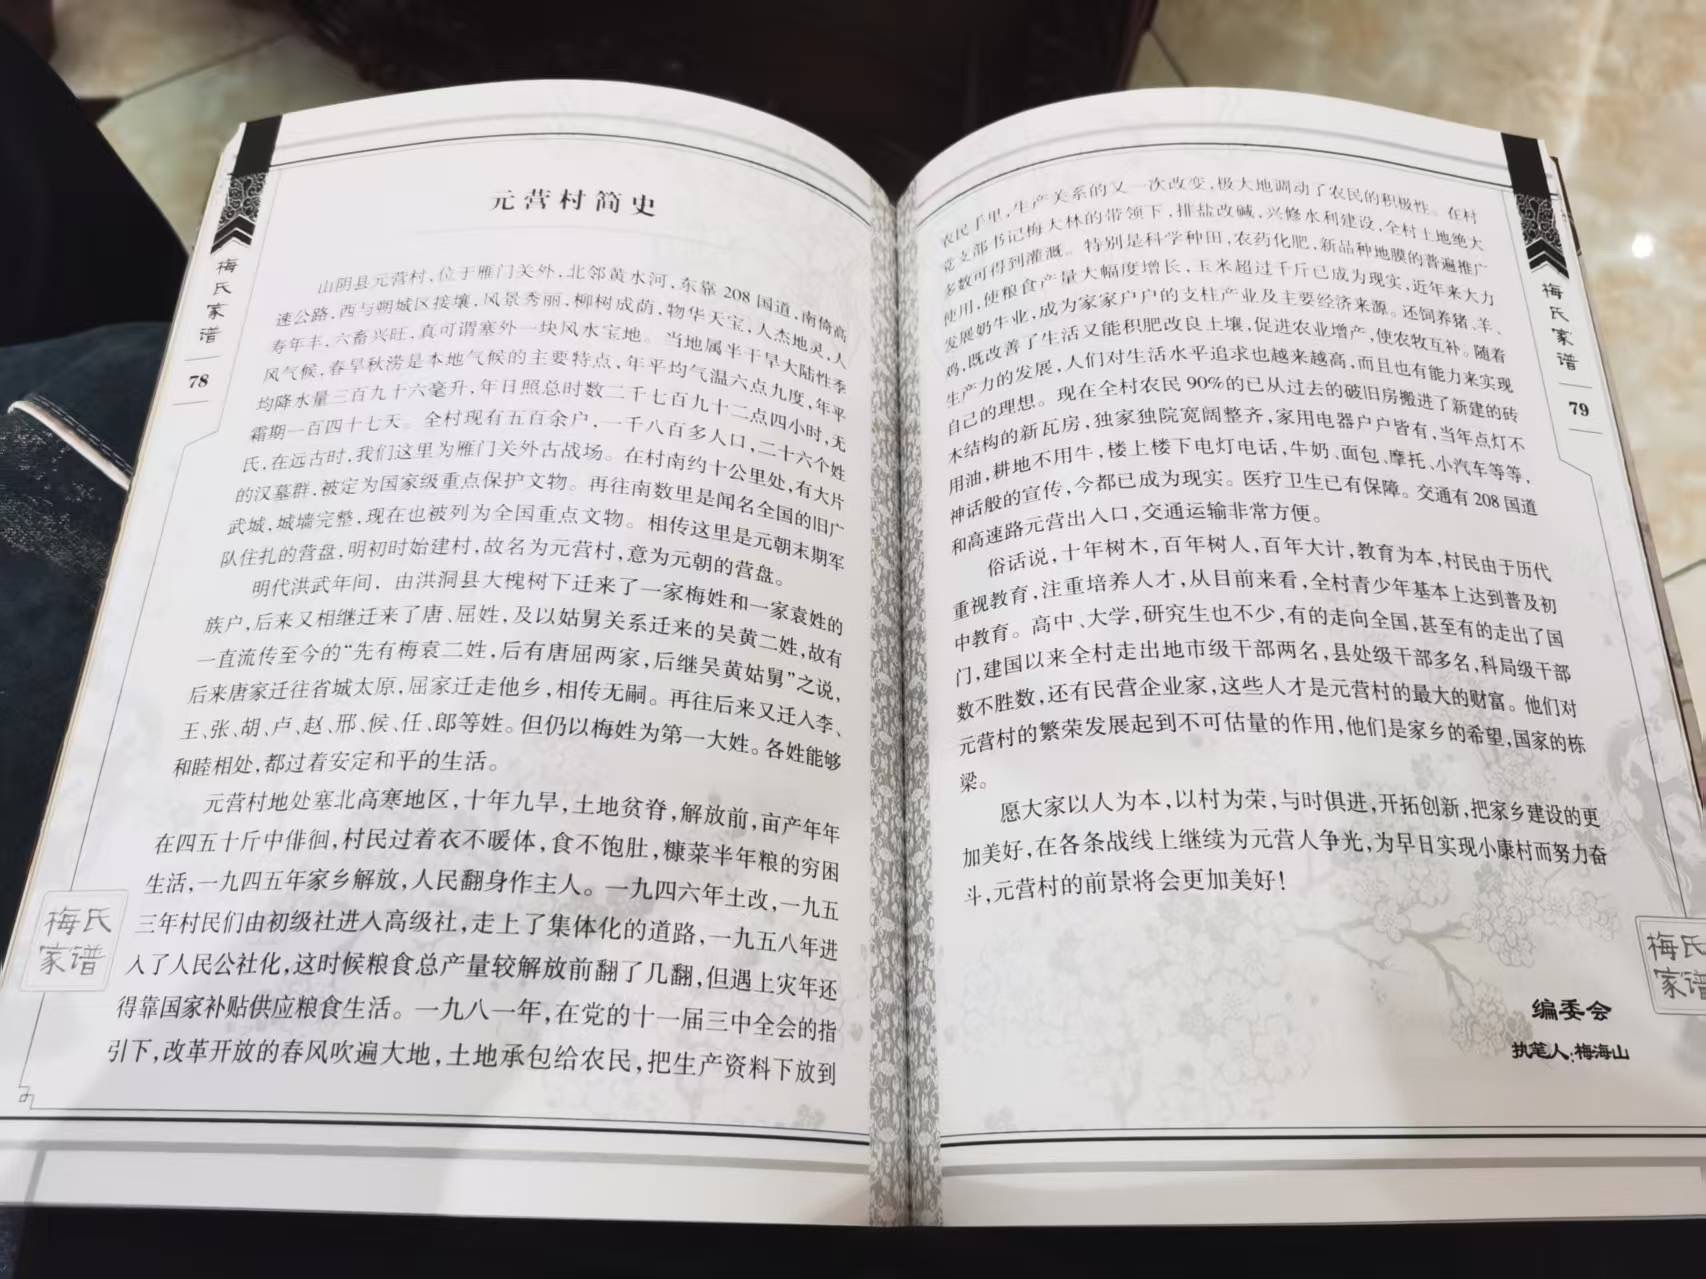 元营村简史
山阴县元营村,位于雁门关外,北邻黄水河,东靠208国道,南倚高
速公路,西与朔城区接壤,风景秀丽,柳树成荫,物华天宝,人杰地灵,人
寿年丰,六畜兴旺,真可谓塞外一块风水宝地。当地属半干旱大陆性季
风气候,春旱秋涝是本地气候的主要特点,年平均气温六点九度,年平
均降水量三百九十六毫升,年日照总时数二千七百九十二点四小时,无
霜期一百四十七天。全村现有五百余户,一千八百多人口,二十六个姓
氏,在远古时,我们这里为雁门关外古战场。在村南约十公里处,有大片
的汉墓群,被定为国家级重点保护文物。再往南数里是闻名全国的旧广
武城,城墙完整,现在也被列为全国重点文物。相传这里是元朝末期军
队住扎的营盘,明初时始建村,故名为元营村,意为元朝的营盘。
明代洪武年间,由洪洞县大槐树下迁来了一家梅姓和一家袁姓的
族户,后来又相继迁来了唐、屈姓,及以姑舅关系迁来的吴黄二姓,故有
一直流传至今的“先有梅袁二姓,后有唐屈两家,后继吴黄姑舅”之说,
后来唐家迁往省城太原,屈家迁走他乡,相传无嗣。再往后来又迁入李、
王、张、胡、卢、赵、邢、候、任、郎等姓。但仍以梅姓为第一大姓。各姓能够
和睦相处,都过着安定和平的生活。
元营村地处塞北高寒地区,十年九旱,土地贫脊,解放前,亩产年年
在四五十斤中俳徊,村民过着衣不暖体,食不饱肚,糠菜半年粮的穷困
生活,一九四五年家乡解放,人民翻身作主人。一九四六年土改,一九五
三年村民们由初级社进入高级社,走上了集体化的道路,一九五八年进
入了人民公社化,这时候粮食总产量较解放前翻了几翻,但遇上灾年还
得靠国家补贴供应粮食生活。一九八一年,在党的十一届三中全会的指
引下,改革开放的春风吹遍大地,土地承包给农民,把生产资料下放到
梅氏家谱
78
梅氏
家谱
农民手里,生产关系的又一次改变,极大地调动了农民的积极性。在村
党支部书记梅大林的带领下,排盐改碱,兴修水利建设,全村土地绝大
多数可得到灌溉。特别是科学种田,农药化肥,新品种地膜的普遍推广
使用,使粮食产量大幅度增长,玉米超过千斤已成为现实,近年来大力
发展奶牛业,成为家家户户的支柱产业及主要经济来源。还饲养猪、羊、
鸡,既改善了生活又能积肥改良土壤,促进农业增产,使农牧互补。随着
生产力的发展,人们对生活水平追求也越来越高,而且也有能力来实现
自己的理想。现在全村农民90%的已从过去的破旧房搬进了新建的砖
木结构的新瓦房,独家独院宽阔整齐,家用电器户户皆有,当年点灯不
用油,耕地不用牛,楼上楼下电灯电话,牛奶、面包、摩托、小汽车等等,
神话般的宣传,今都已成为现实。医疗卫生已有保障。交通有208国道
和高速路元营出入口,交通运输非常方便。
俗话说,十年树木,百年树人,百年大计,教育为本,村民由于历代
重视教育,注重培养人才,从目前来看,全村青少年基本上达到普及初
中教育。高中、大学,研究生也不少,有的走向全国,甚至有的走出了国
门,建国以来全村走出地市级干部两名,县处级干部多名,科局级干部
数不胜数,还有民营企业家,这些人才是元营村的最大的财富。他们对
元营村的繁荣发展起到不可估量的作用,他们是家乡的希望,国家的栋
梁。
愿大家以人为本,以村为荣,与时俱进,开拓创新,把家乡建设的更
加美好,在各条战线上继续为元营人争光,为早日实现小康村而努力奋
斗,元营村的前景将会更加美好!
编委会
执笔人:梅海山
梅氏家谱
79
梅氏
家谱